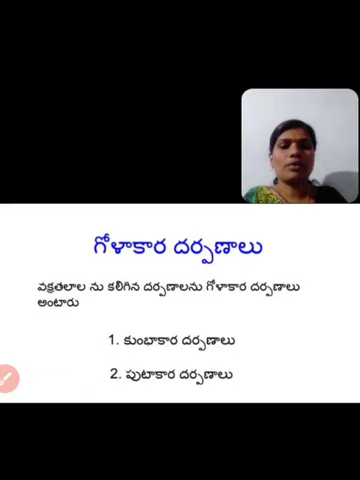 గోళాకార దర్పణాలు
వక్రతలాల ను కలిగిన దర్పణాలను గోళాకార దర్పణాలు
అంటారు
1. కుంభాకార దర్పణాలు
2. పుటాకార దర్పణాలు